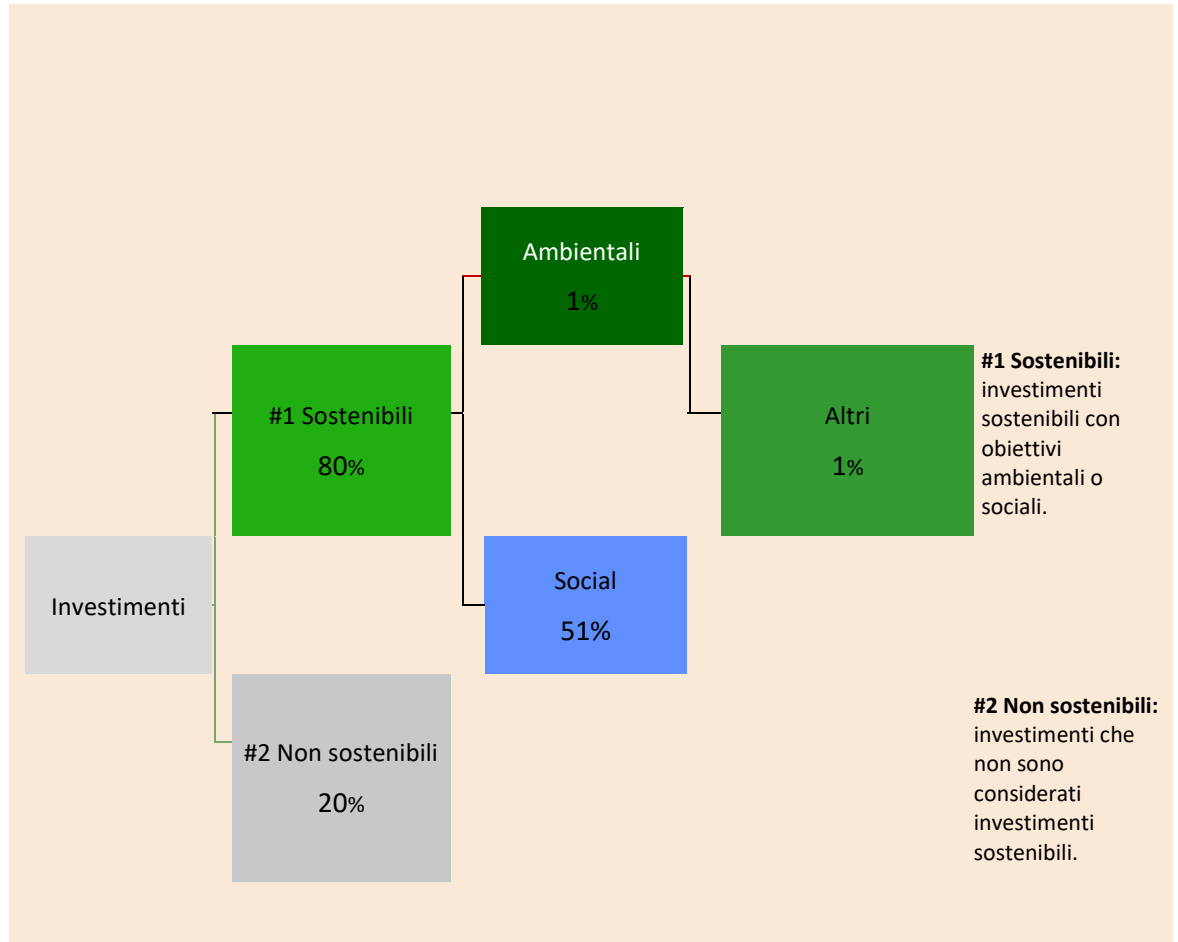 Ambientali
1%
#1 Sostenibili
80%
Altri
1%
#1 Sostenibili:
investimenti
sostenibili con
obiettivi
ambientali o
sociali.
Investimenti
Social
51%
#2 Non sostenibili
20%
#2 Non sostenibili:
investimenti che
non sono
considerati
investimenti
sostenibili.